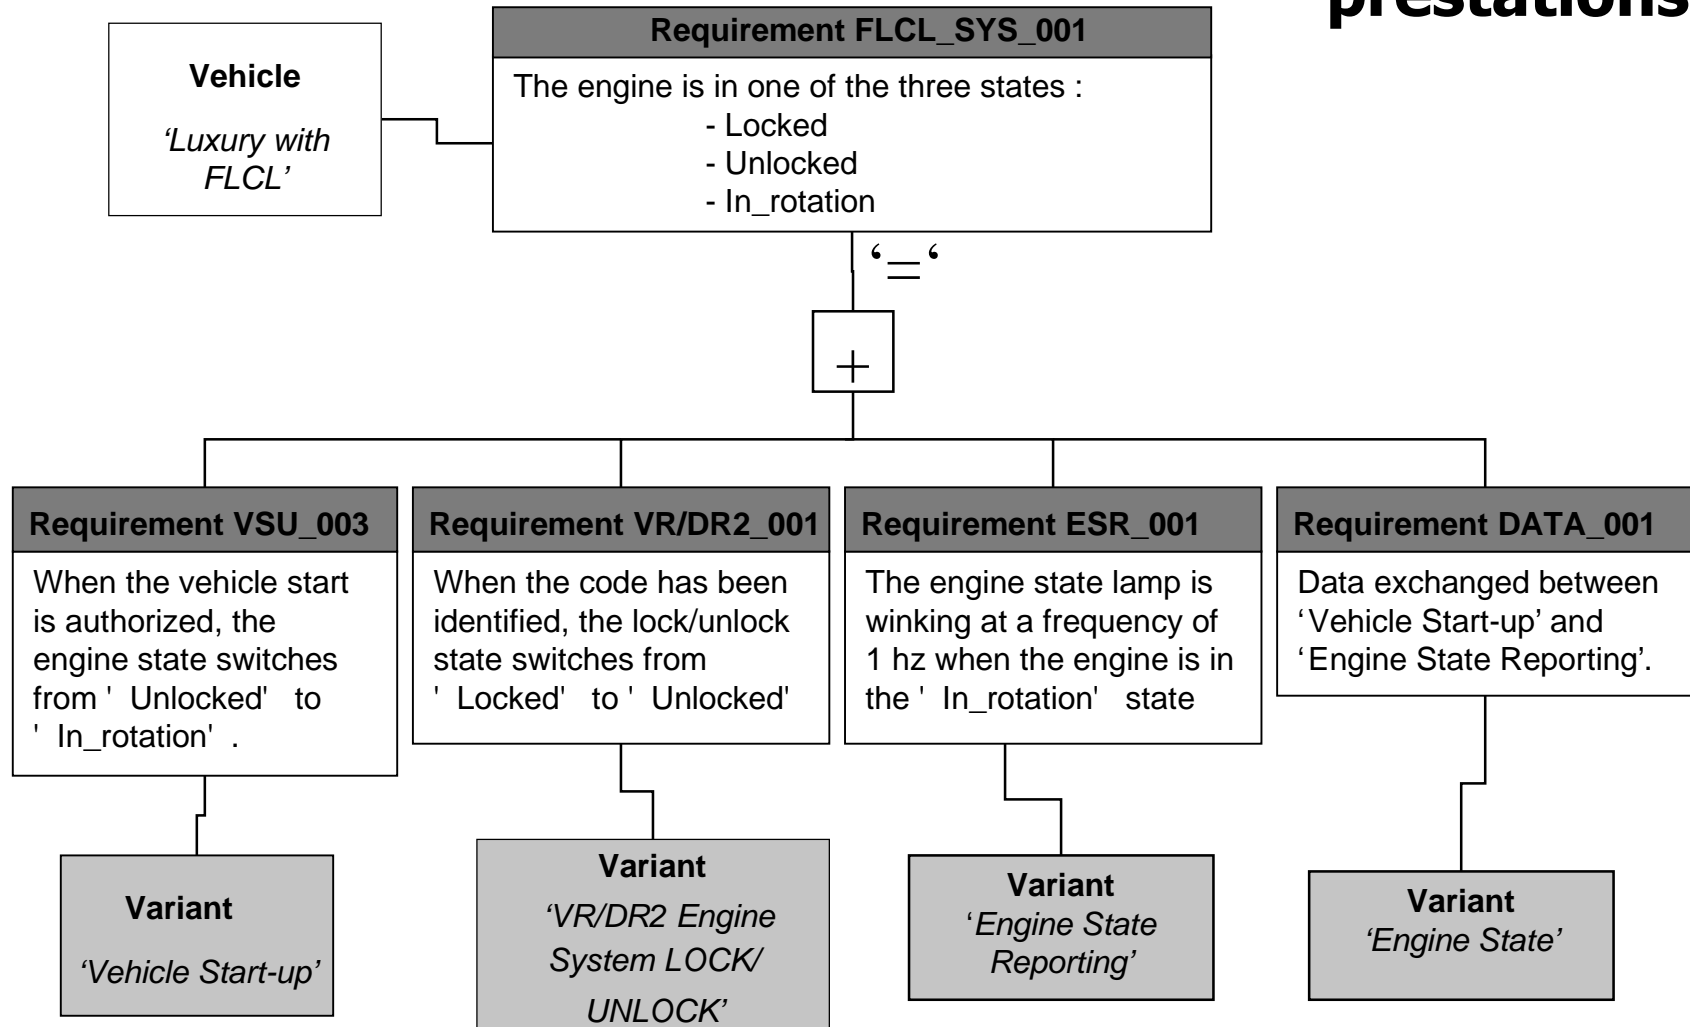 prestations
Requirement FLCL_SYS_001
Vehicle
‘Luxury with
FLCL’
The engine is in one of the three states :
- Locked
- Unlocked
- In_rotation
‘=‘
+
Requirement VSU_003
When the vehicle start
is authorized, the
engine state switches
from ' Unlocked' to
' In_rotation' .
Requirement VR/DR2_001
When the code has been
identified, the lock/unlock
state switches from
' Locked' to ' Unlocked'
Requirement ESR_001
The engine state lamp is
winking at a frequency of
1 hz when the engine is in
the ' In_rotation' state
Requirement DATA_001
Data exchanged between
‘Vehicle Start-up’ and
‘Engine State Reporting’.
Variant
‘Vehicle Start-up’
Variant
‘VR/DR2 Engine
System LOCK/
UNLOCK’
Variant
‘Engine State
Reporting’
Variant
‘Engine State’